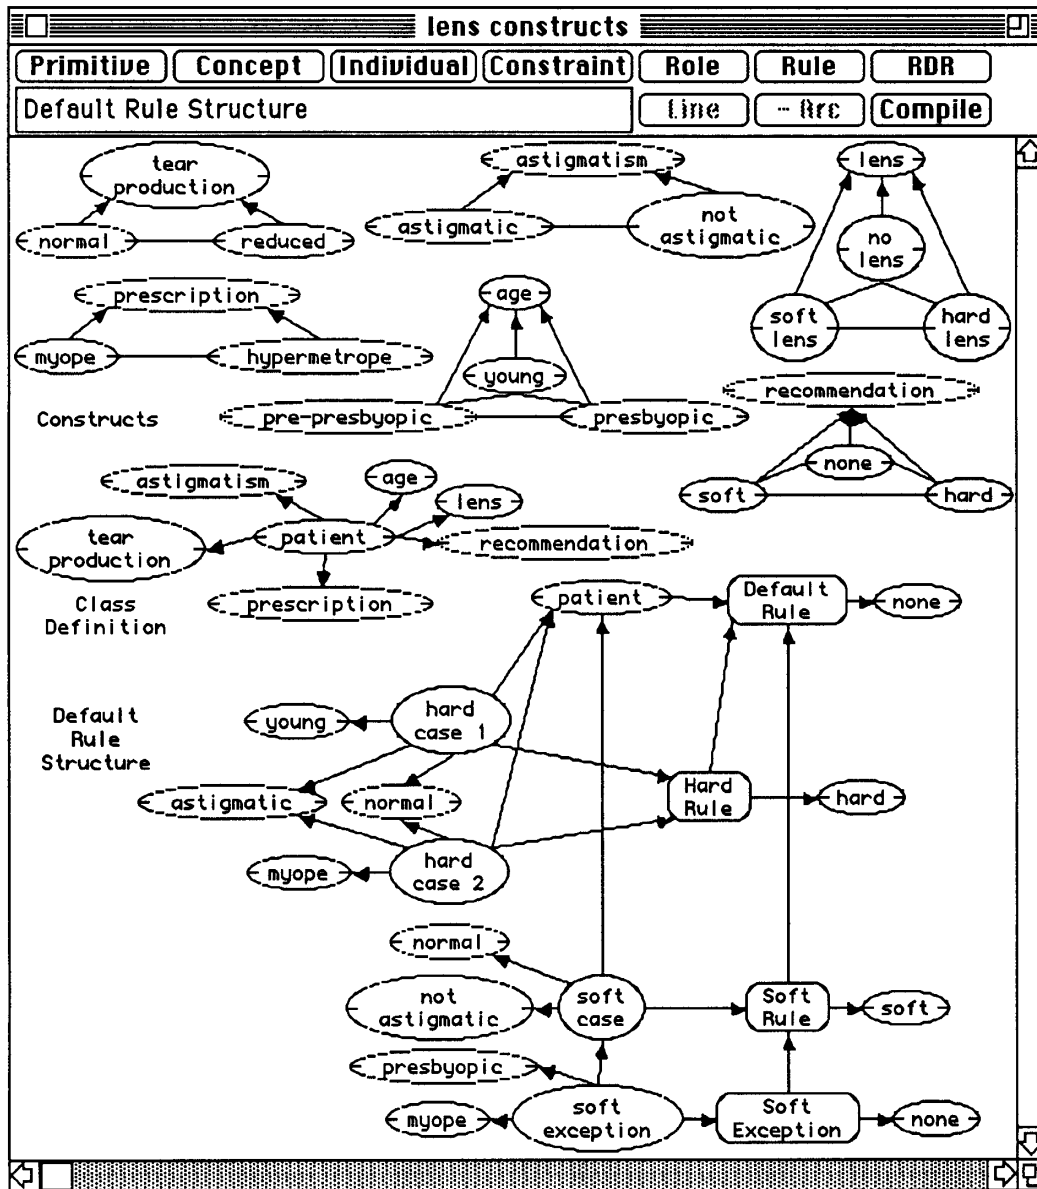 lens constructs
Primitive Concept Individual Constraint Role Rule RDR
Default Rule Structure Line Arc Compile
tear
production
normal
reduced
astigmatism
astigmatic
not
astigmatic
lens
no
lens
soft
lens
hard
lens
prescription
myope
hypermetrope
age
young
pre-presbyopic
presbyopic
Constructs
recommendation
none
soft
hard
astigmatism
age
lens
tear
production
patient
recommendation
prescription
Class
Definition
patient
Default
Rule
none
Default
Rule
Structure
young
hard
case 1
astigmatic
normal
Hard
Rule
hard
myope
hard
case 2
normal
not
astigmatic
soft
case
Soft
Rule
soft
presbyopic
myope
soft
exception
Soft
Exception
none